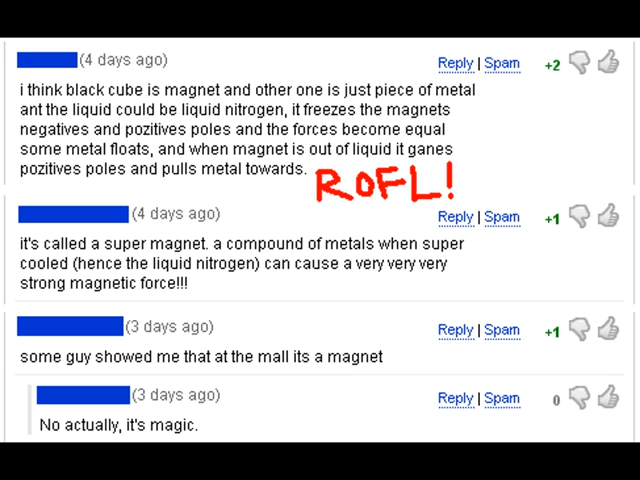 (4 days ago) Reply | Spam +2
i think black cube is magnet and other one is just piece of metal
ant the liquid could be liquid nitrogen, it freezes the magnets
negatives and pozitives poles and the forces become equal
some metal floats, and when magnet is out of liquid it ganes
pozitives poles and pulls metal towards.
ROFL!
(4 days ago) Reply | Spam +1
it's called a super magnet. a compound of metals when super
cooled (hence the liquid nitrogen) can cause a very very very
strong magnetic force!!!
(3 days ago) Reply | Spam +1
some guy showed me that at the mall its a magnet
(3 days ago) Reply | Spam 0
No actually, it's magic.